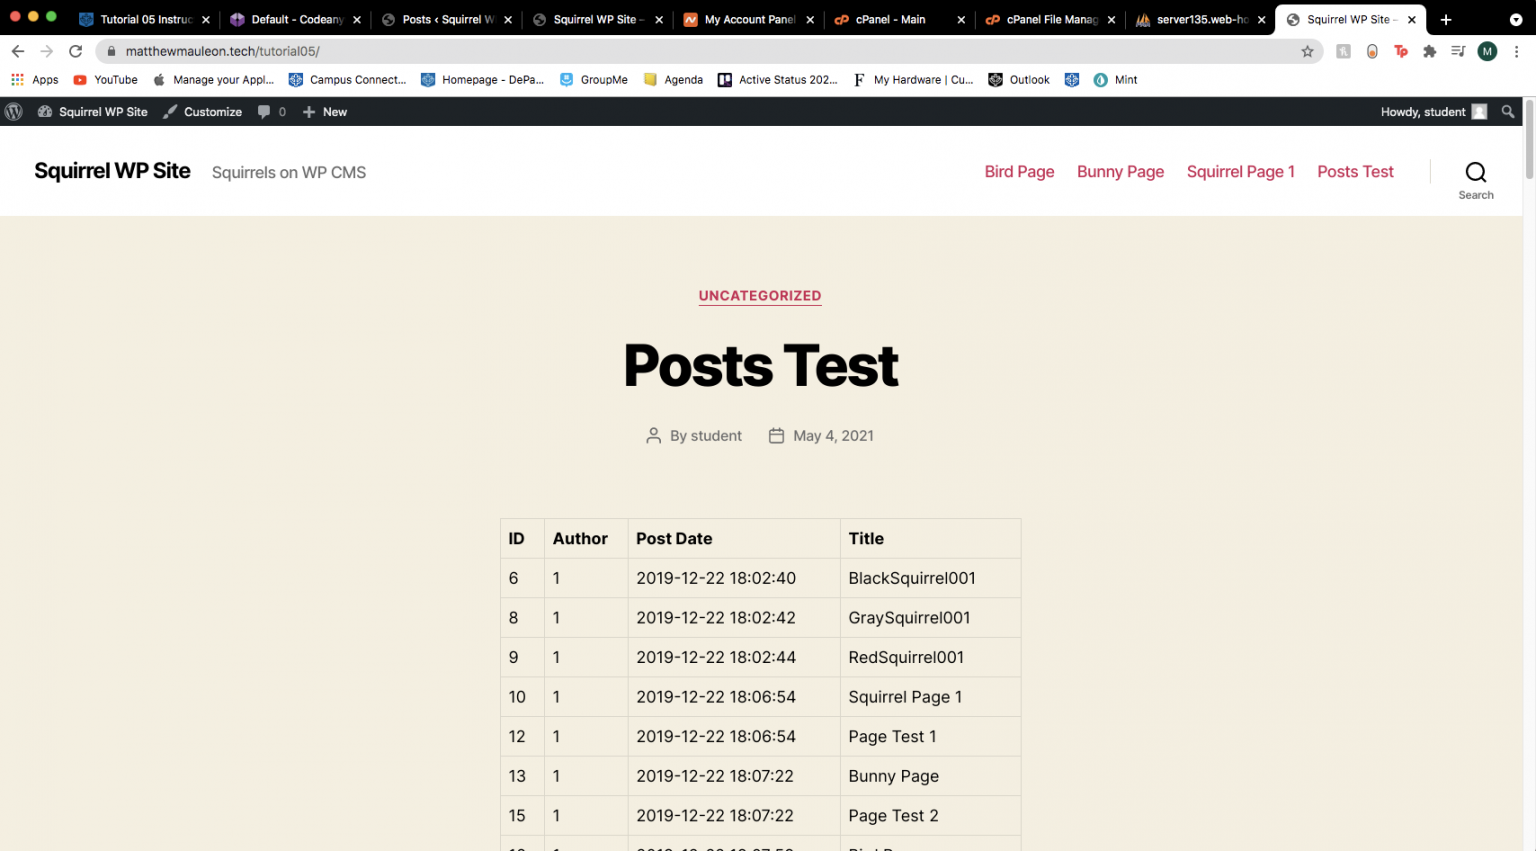 Tutorial 05 Instruc Default - Codeany Posts ‹ Squirrel W Squirrel WP Site – My Account Panel cPanel - Main cPanel File Manag server135.web-ho Squirrel WP Site –
matthewmauleon.tech/tutorial05/
Apps YouTube Manage your Appl... Campus Connect... Homepage - DePa... GroupMe Agenda Active Status 202... My Hardware | Cu... Outlook Mint
Squirrel WP Site Customize 0 New Howdy, student
Squirrel WP Site Squirrels on WP CMS Bird Page Bunny Page Squirrel Page 1 Posts Test
Search
UNCATEGORIZED
Posts Test
By student May 4, 2021
ID Author Post Date Title
6 1 2019-12-22 18:02:40 BlackSquirrel001
8 1 2019-12-22 18:02:42 GraySquirrel001
9 1 2019-12-22 18:02:44 RedSquirrel001
10 1 2019-12-22 18:06:54 Squirrel Page 1
12 1 2019-12-22 18:06:54 Page Test 1
13 1 2019-12-22 18:07:22 Bunny Page
15 1 2019-12-22 18:07:22 Page Test 2